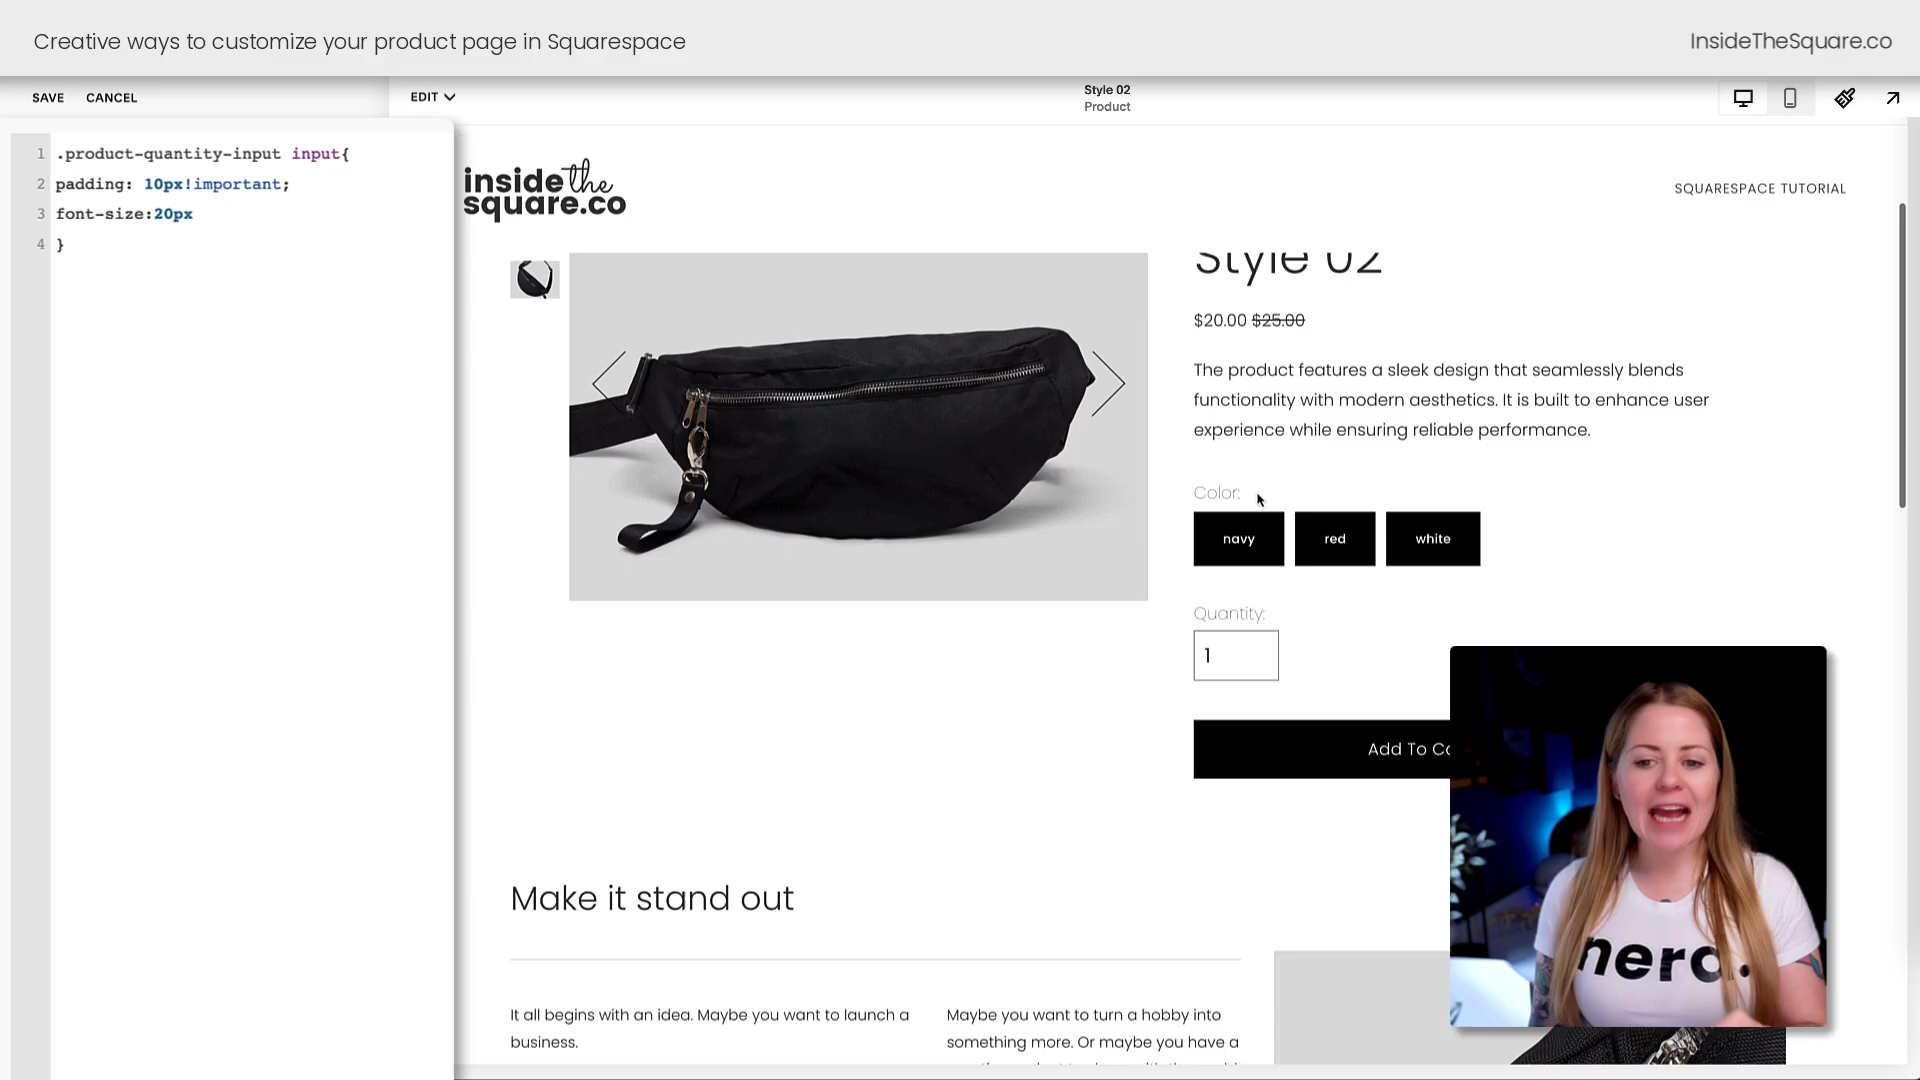 Creative ways to customize your product page in Squarespace
InsideTheSquare.co
SAVE CANCEL
EDIT
Style 02
Product
1 .product-quantity-input input{
2 padding: 10px!important;
3 font-size:20px
4 }
inside the
square.co
SQUARESPACE TUTORIAL
Style 02
$20.00 $25.00
The product features a sleek design that seamlessly blends
functionality with modern aesthetics. It is built to enhance user
experience while ensuring reliable performance.
Color:
navy red white
Quantity:
1
Add To
Make it stand out
It all begins with an idea. Maybe you want to launch a
business.
Maybe you want to turn a hobby into
something more. Or maybe you have a
nerd.